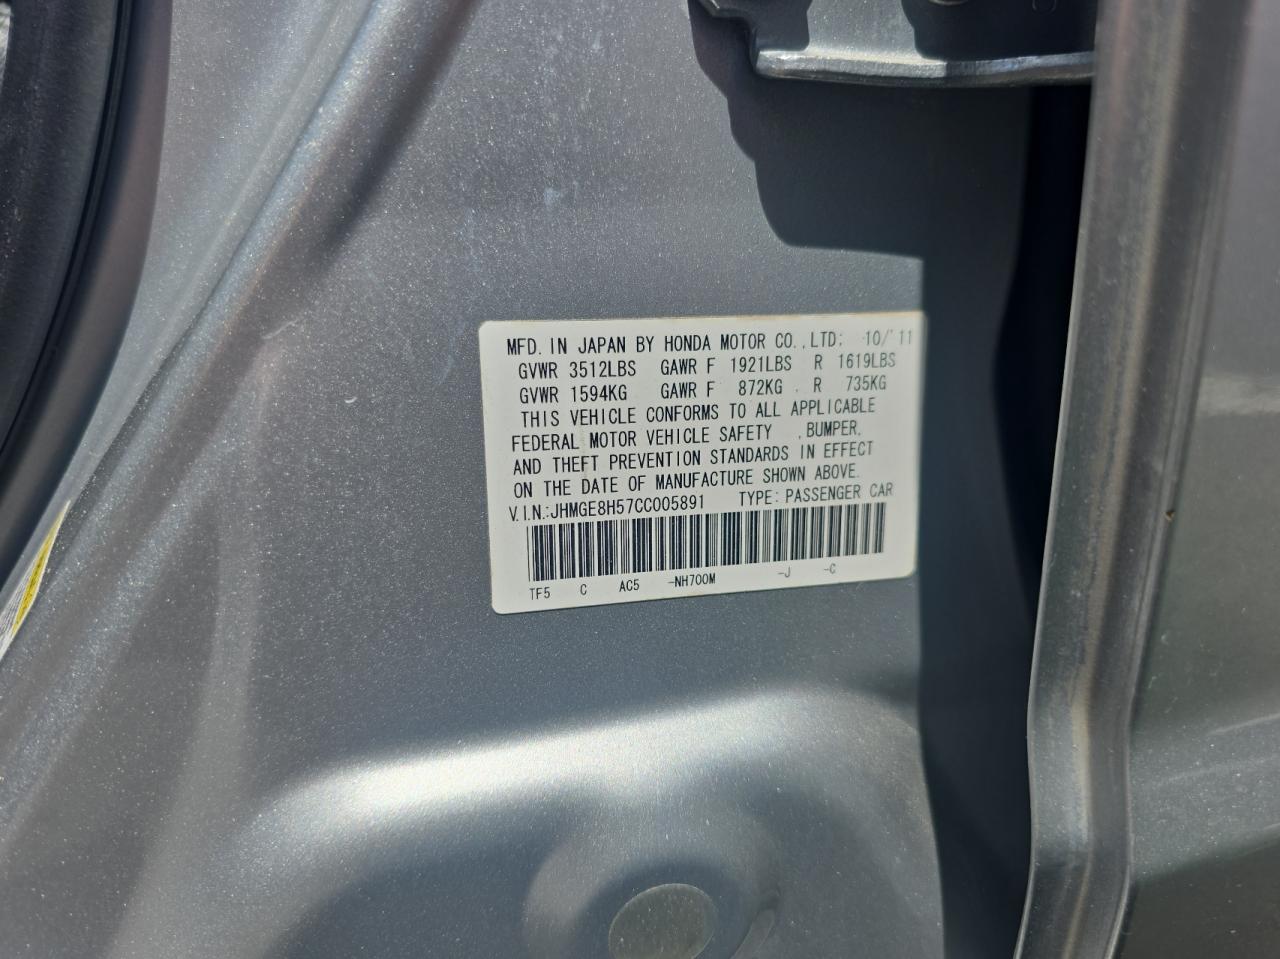 MFD. IN JAPAN BY HONDA MOTOR CO.,LTD; 10/'11
GVWR 3512LBS GAWR F 1921LBS R 1619LBS
GVWR 1594KG GAWR F 872KG R 735KG
THIS VEHICLE CONFORMS TO ALL APPLICABLE
FEDERAL MOTOR VEHICLE SAFETY ,BUMPER,
AND THEFT PREVENTION STANDARDS IN EFFECT
ON THE DATE OF MANUFACTURE SHOWN ABOVE.
V.I.N.:JHMGE8H57CC005891 TYPE: PASSENGER CAR
TF5 C AC5 -NH700M -J -C